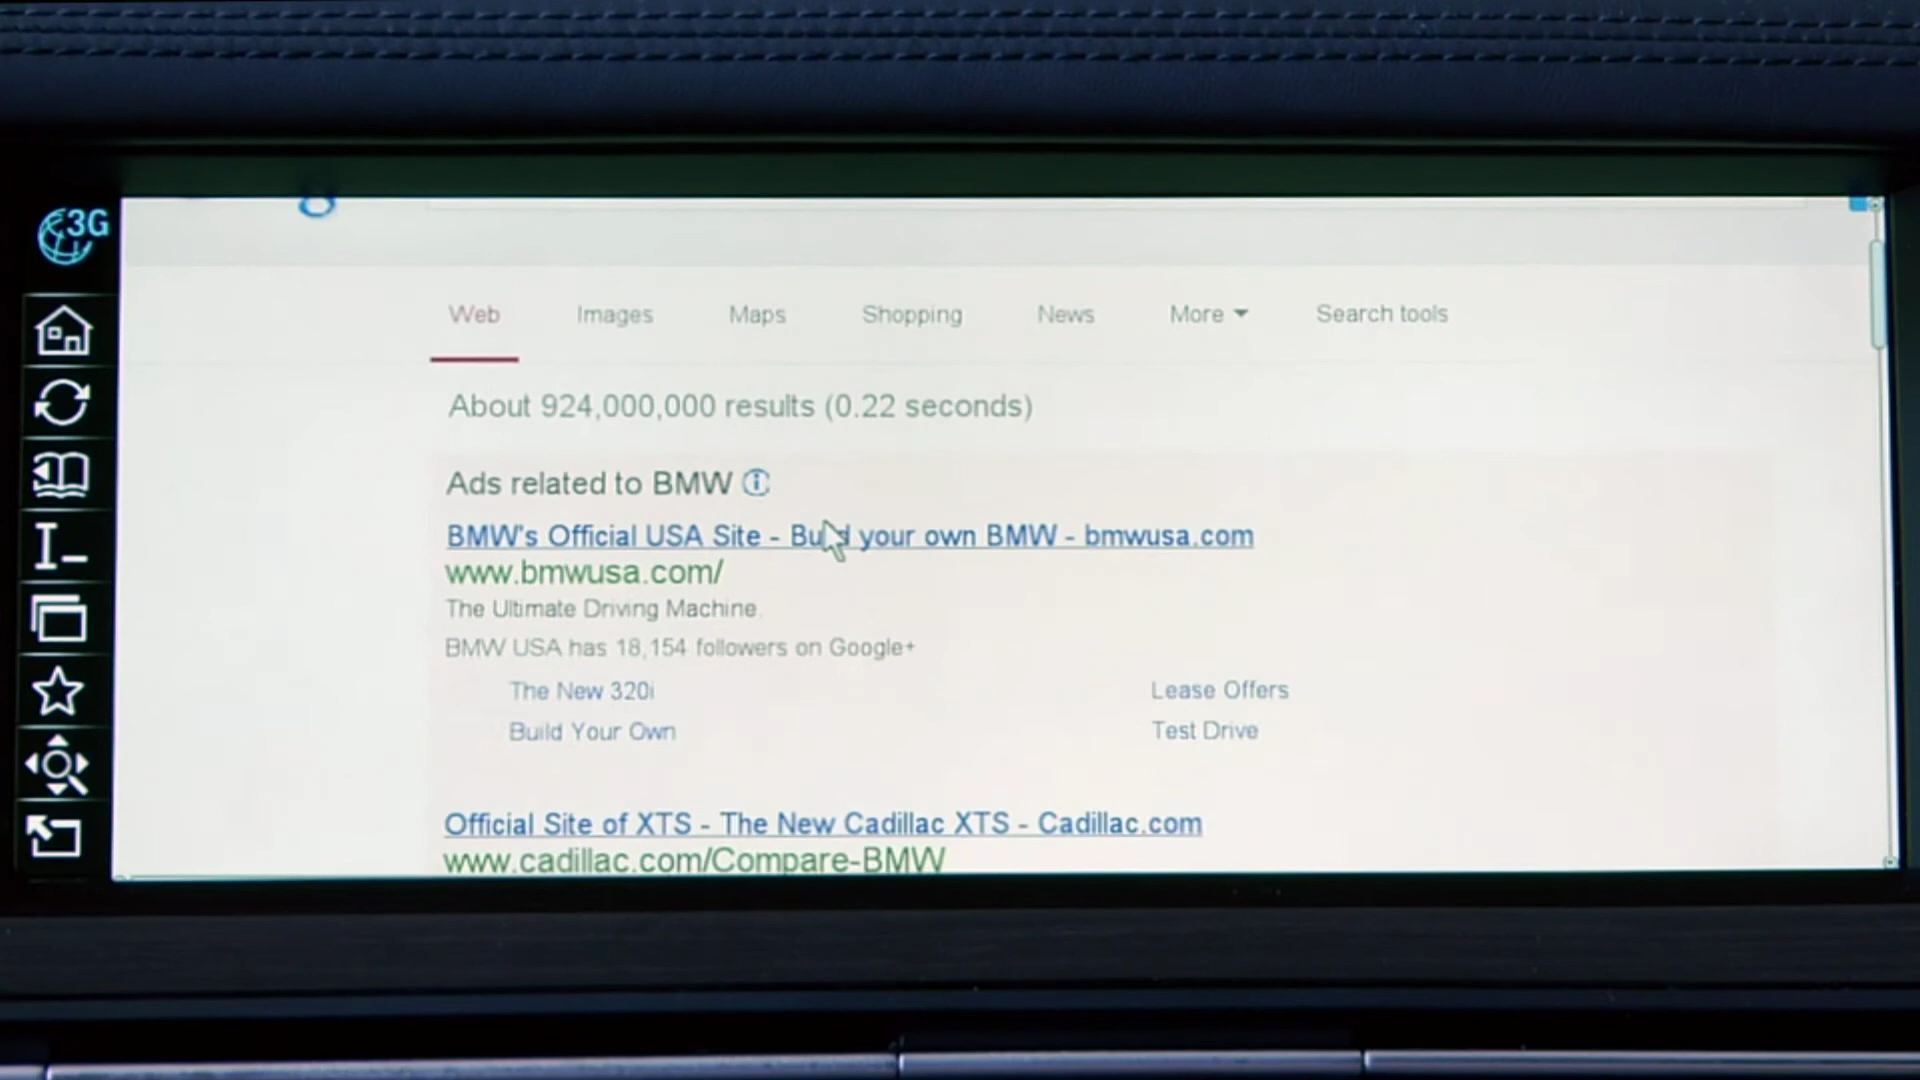 3G
Web Images Maps Shopping News More Search tools
About 924,000,000 results (0.22 seconds)
Ads related to BMW
BMW's Official USA Site - Build your own BMW - bmwusa.com
www.bmwusa.com/
The Ultimate Driving Machine.
BMW USA has 18,154 followers on Google+
The New 320i Lease Offers
Build Your Own Test Drive
Official Site of XTS - The New Cadillac XTS - Cadillac.com
www.cadillac.com/Compare-BMW